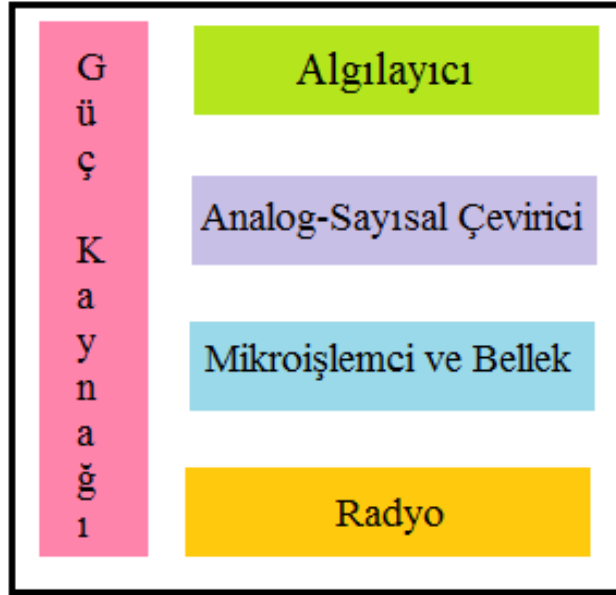 Güç Kaynağı
Algılayıcı
Analog-Sayısal Çevirici
Mikroişlemci ve Bellek
Radyo